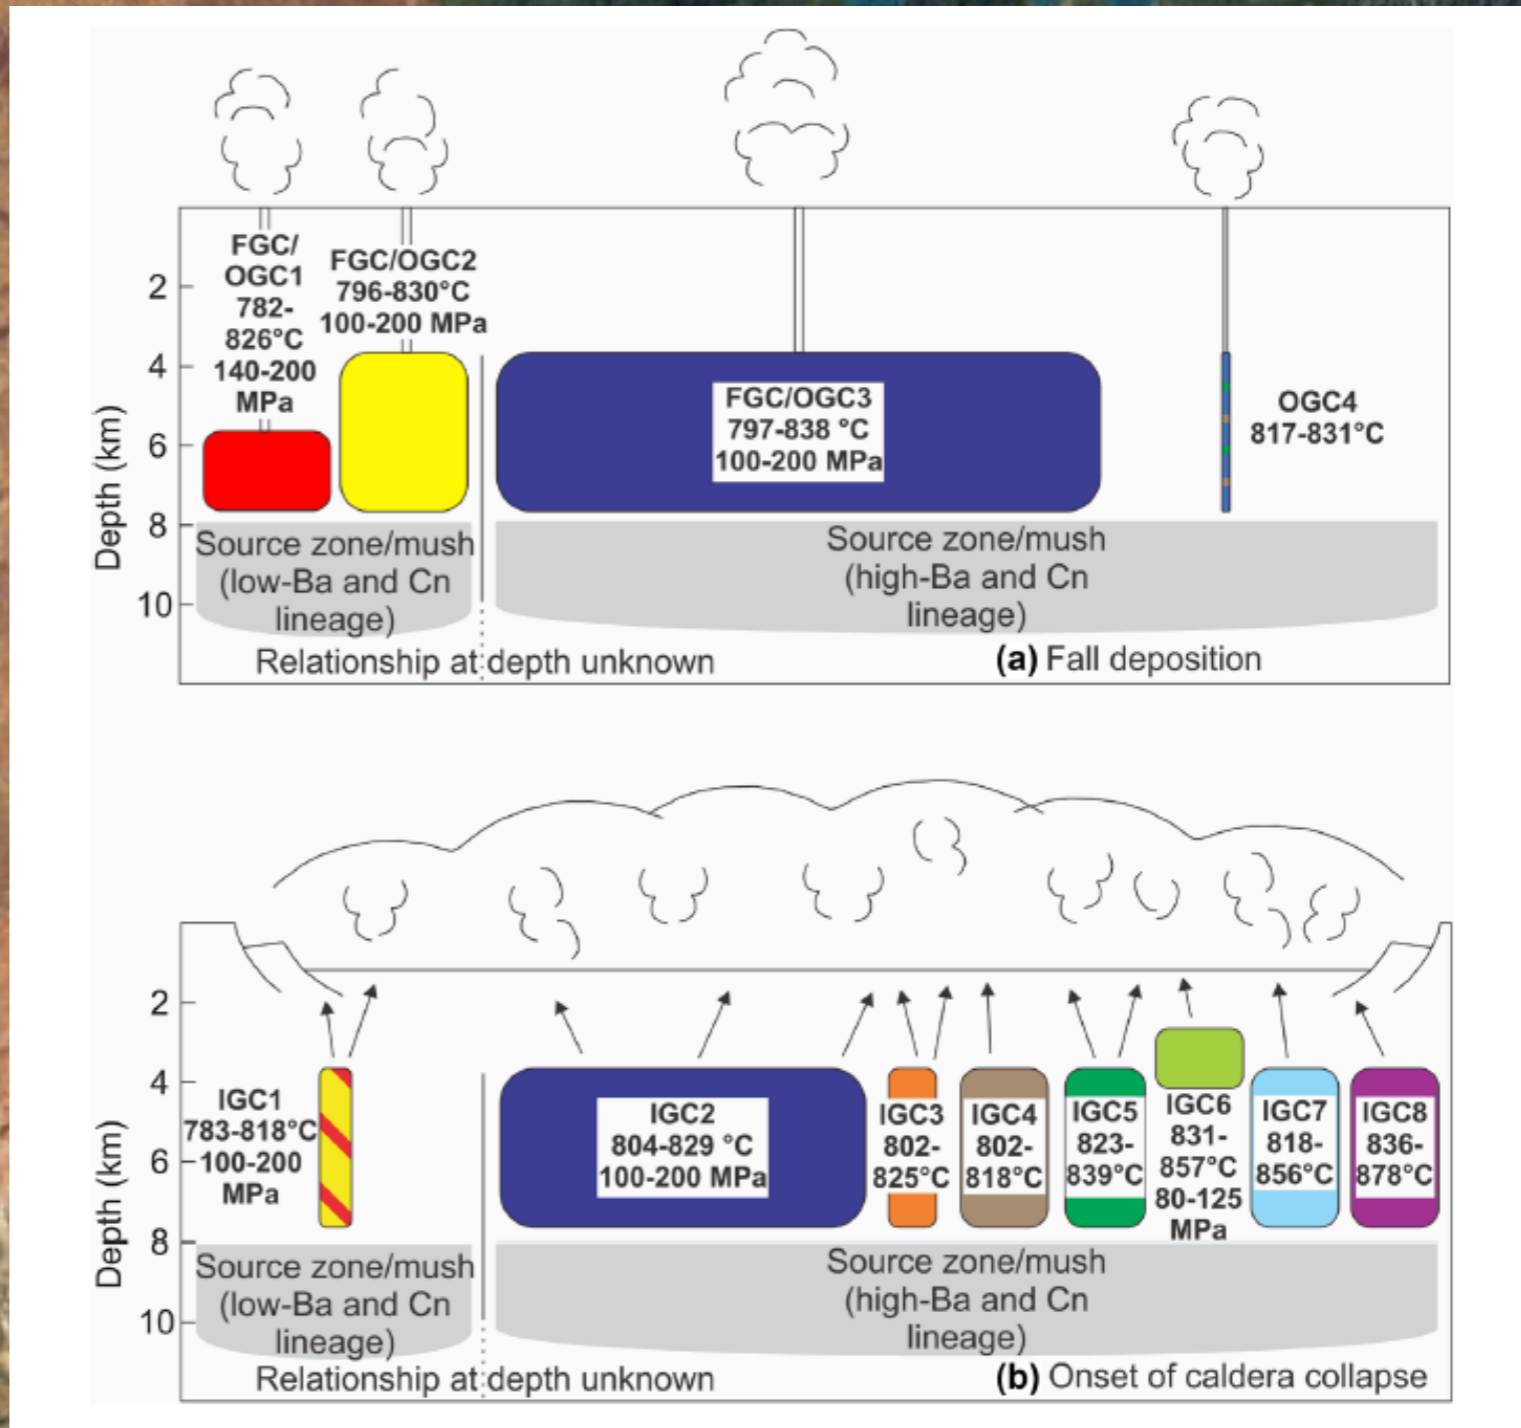 FGC/
OGC1
782-
826°C
140-200
MPa
FGC/OGC2
796-830°C
100-200 MPa
FGC/OGC3
797-838 °C
100-200 MPa
OGC4
817-831°C
2
4
6
8
10
Depth (km)
Source zone/mush
(low-Ba and Cn
lineage)
Source zone/mush
(high-Ba and Cn
lineage)
Relationship at depth unknown
(a) Fall deposition
2
4
6
8
10
Depth (km)
IGC1
783-818°C
100-200
MPa
IGC2
804-829 °C
100-200 MPa
IGC3
802-
825°C
IGC4
802-
818°C
IGC5
823-
839°C
IGC6
831-
857°C
80-125
MPa
IGC7
818-
856°C
IGC8
836-
878°C
Source zone/mush
(low-Ba and Cn
lineage)
Source zone/mush
(high-Ba and Cn
lineage)
Relationship at depth unknown
(b) Onset of caldera collapse